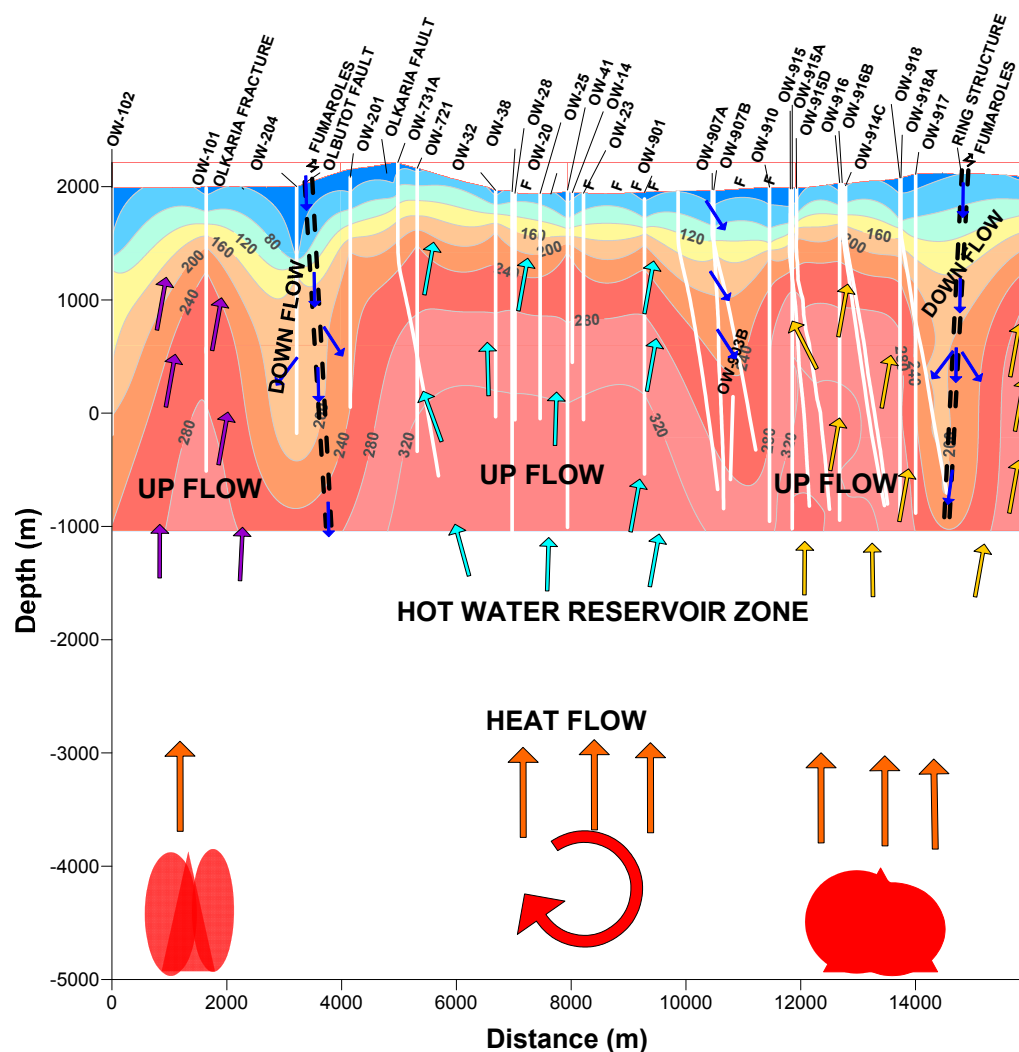 OW-102
OW-101
OLKARIA FRACTURE
OW-204
FUMAROLES
OLBUTOT FAULT
OW-201
OLKARIA FAULT
OW-731A
OW-721
OW-32
OW-38
OW-28
OW-20
OW-25
OW-41
OW-14
OW-23
OW-901
OW-907A
OW-907B
OW-910
OW-915
OW-915A
OW-915D
OW-916
OW-916B
OW-914C
OW-918
OW-918A
OW-917
RING STRUCTURE
FUMAROLES
F F F F F F F
2000
1000
0
-1000
-2000
-3000
-4000
-5000
Depth (m)
200
160
120
80
240
280
DOWN FLOW
240
280
320
160
200
280
320
120
OW-903B
240
280
320
200
160
280
240
DOWN FLOW
UP FLOW
UP FLOW
UP FLOW
HOT WATER RESERVOIR ZONE
HEAT FLOW
0 2000 4000 6000 8000 10000 12000 14000
Distance (m)